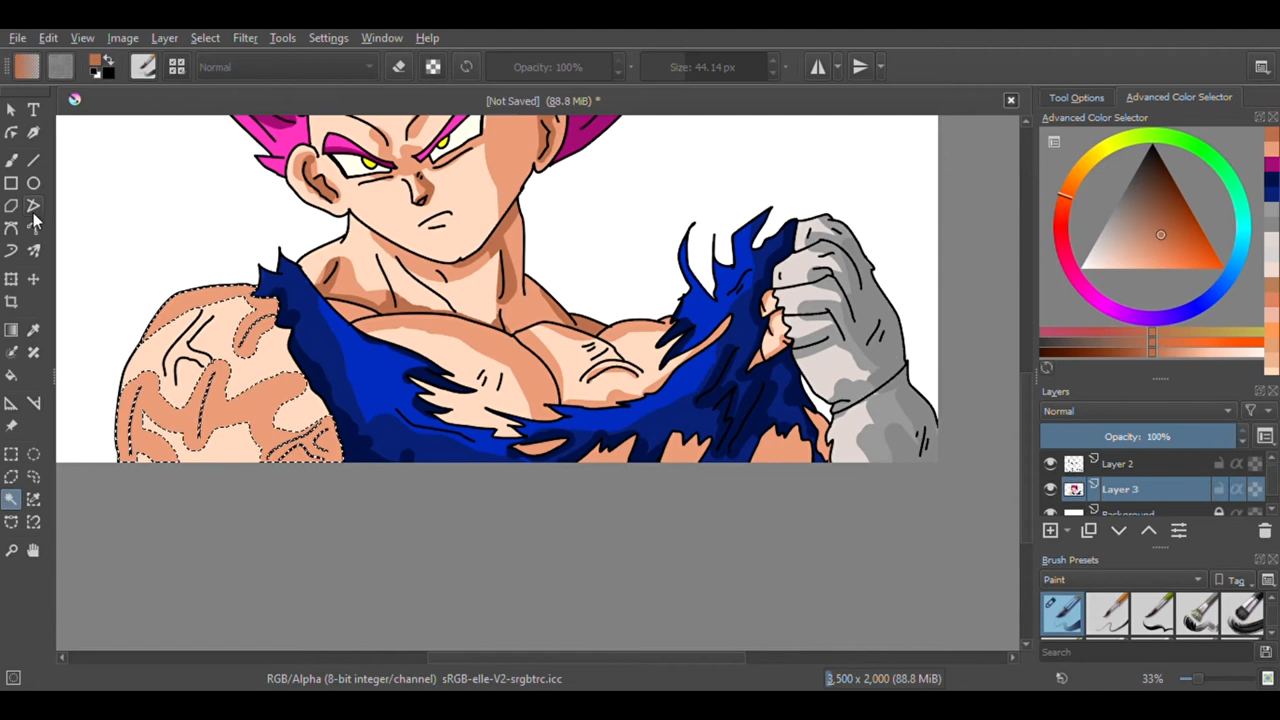 File Edit View Image Layer Select Filter Tools Settings Window Help
Normal Opacity: 100% Size: 44.14 px
[Not Saved] (88.8 MiB) *
Tool Options Advanced Color Selector
Advanced Color Selector
Layers
Normal
Opacity: 100%
Layer 2
Layer 3
Background
Brush Presets
Paint Tag
Search
RGB/Alpha (8-bit integer/channel) sRGB-elle-V2-srgbtrc.icc 3,500 x 2,000 (88.8 MiB) 33%